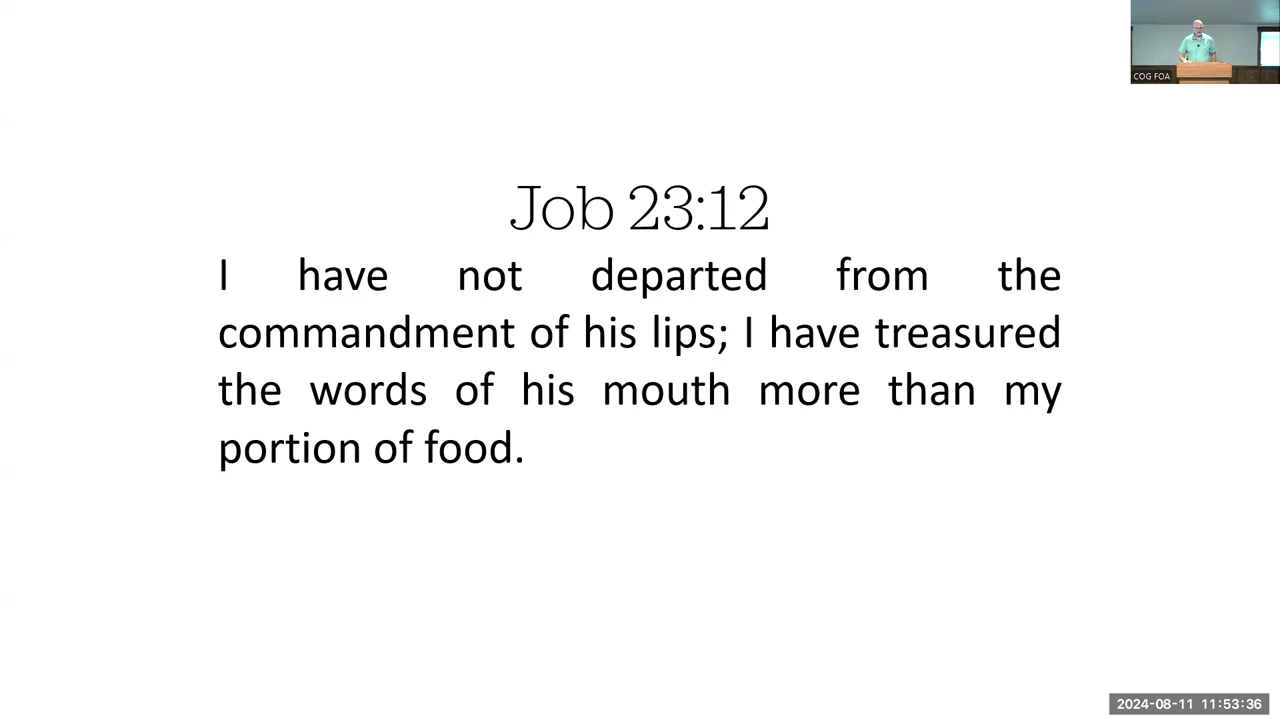 COG FOA
Job 23:12
I have not departed from the
commandment of his lips; I have treasured
the words of his mouth more than my
portion of food.
2024-08-11 11:53:36